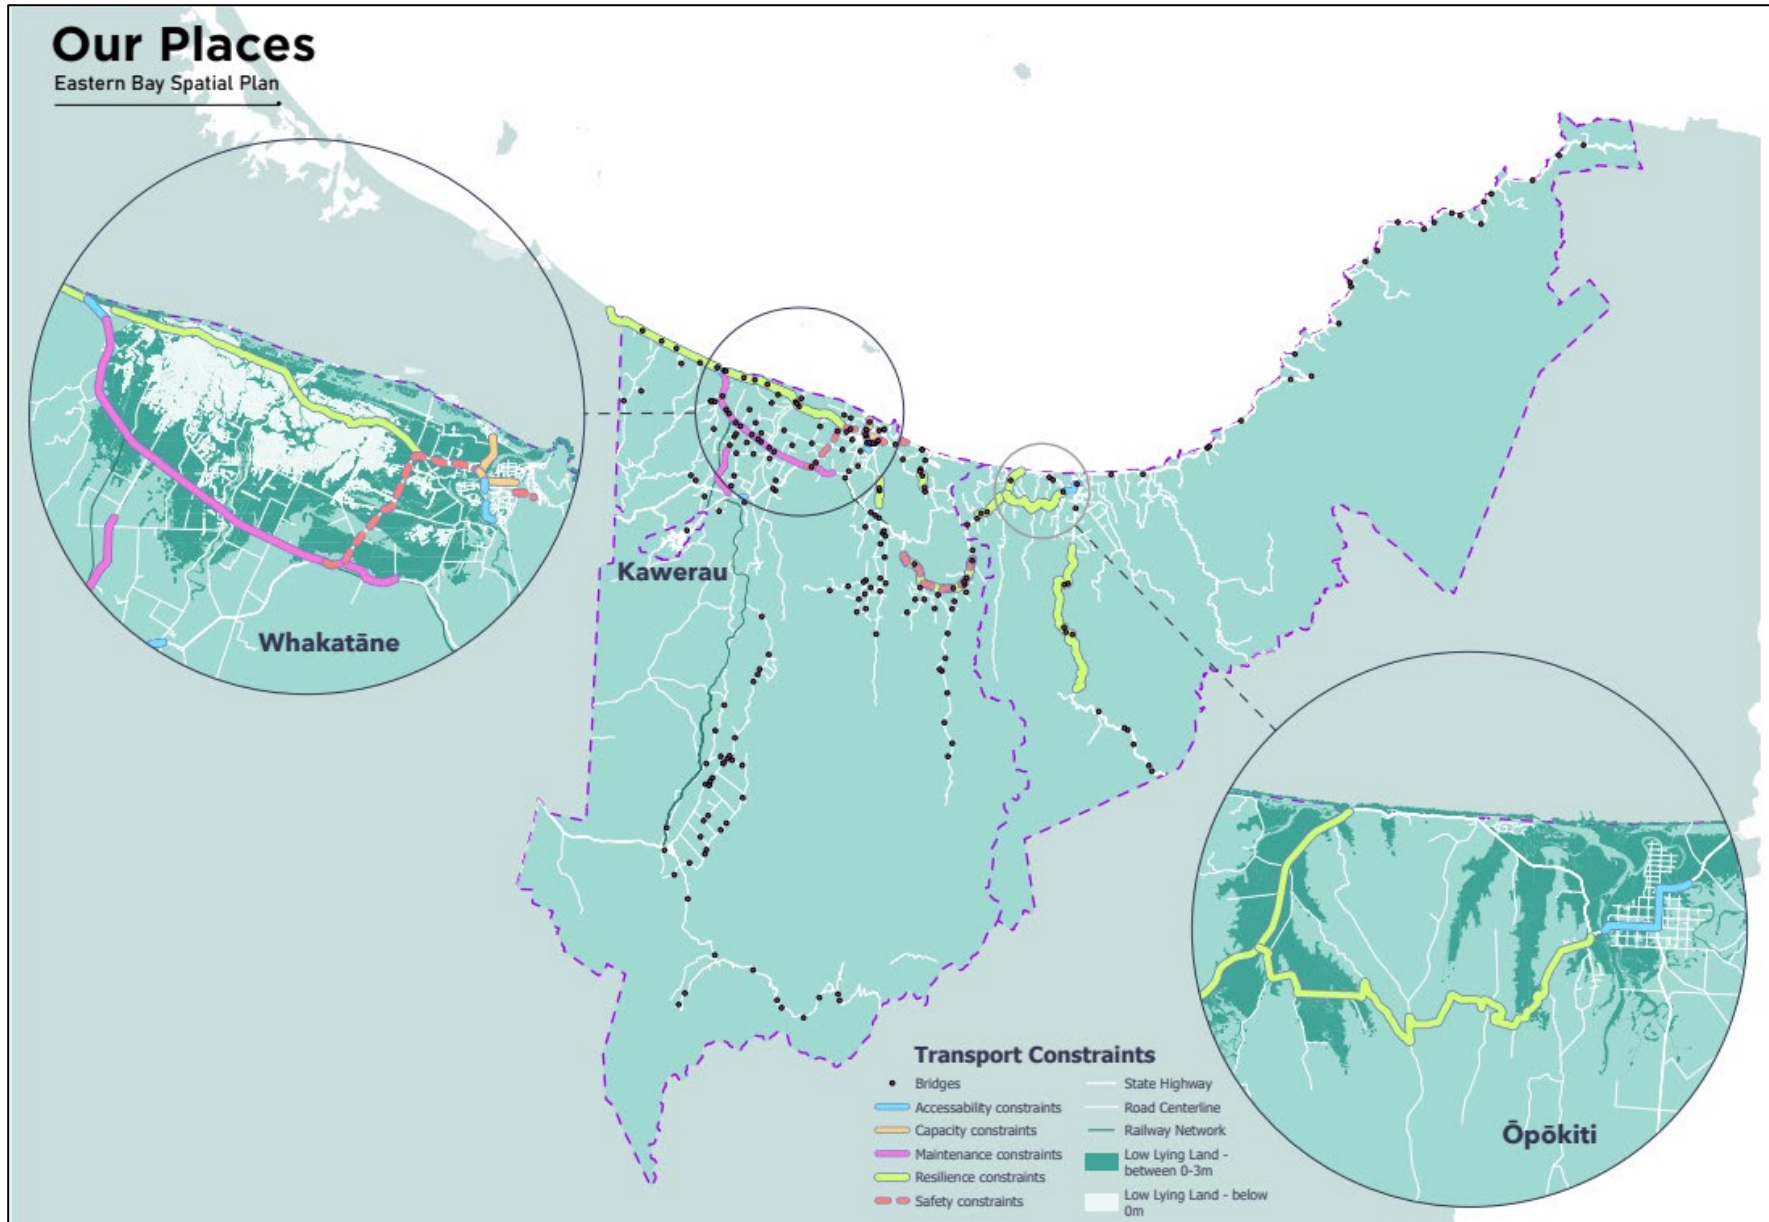 Our Places
Eastern Bay Spatial Plan
Kawerau
Whakatāne
Ōpōkiti
Transport Constraints
Bridges
Accessability constraints
Capacity constraints
Maintenance constraints
Resilience constraints
Safety constraints
State Highway
Road Centerline
Railway Network
Low Lying Land -
between 0-3m
Low Lying Land - below
0m